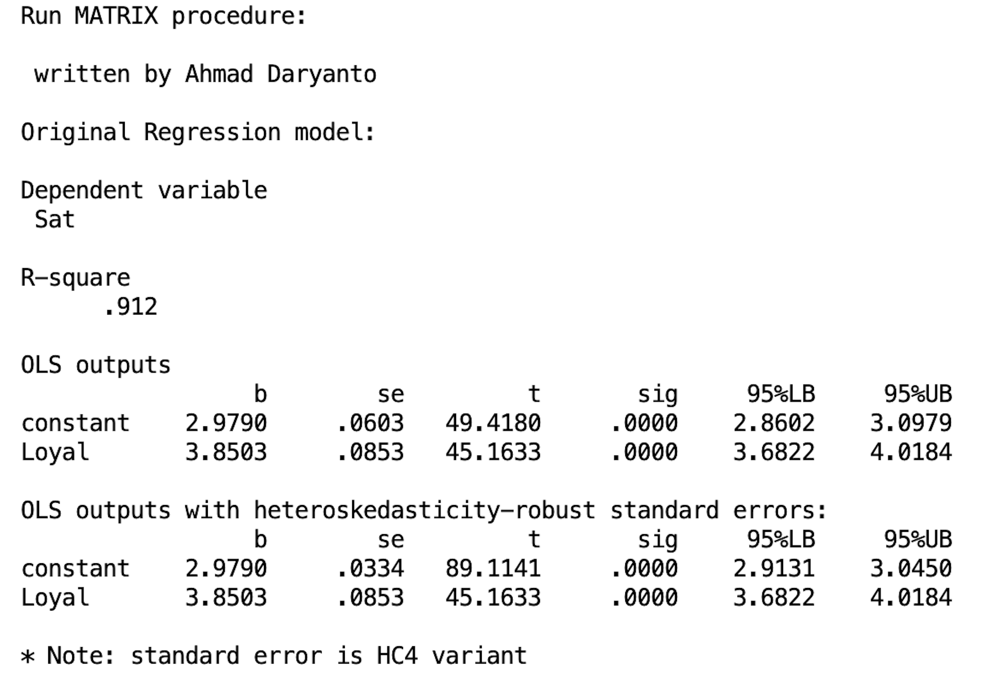 Run MATRIX procedure:
written by Ahmad Daryanto
Original Regression model:
Dependent variable
Sat
R-square
.912
OLS outputs
b se t sig 95%LB 95%UB
constant 2.9790 .0603 49.4180 .0000 2.8602 3.0979
Loyal 3.8503 .0853 45.1633 .0000 3.6822 4.0184
OLS outputs with heteroskedasticity-robust standard errors:
b se t sig 95%LB 95%UB
constant 2.9790 .0334 89.1141 .0000 2.9131 3.0450
Loyal 3.8503 .0853 45.1633 .0000 3.6822 4.0184
* Note: standard error is HC4 variant